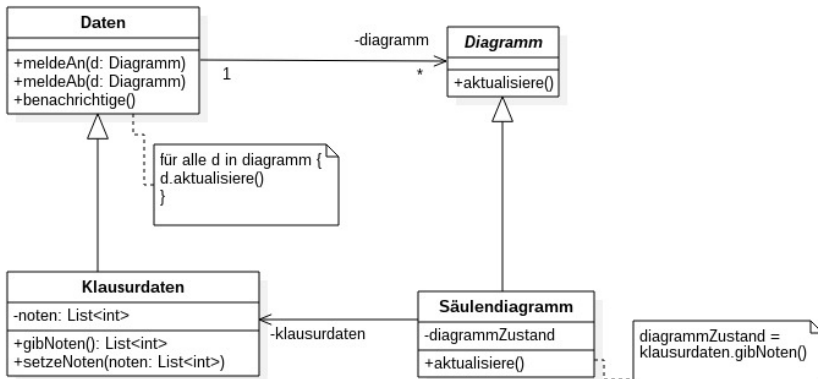 Daten
+meldeAn(d: Diagramm)
+meldeAb(d: Diagramm)
+benachrichtige()
-diagramm
1
*
Diagramm
+aktualisiere()
für alle d in diagramm {
d.aktualisiere()
}
Klausurdaten
-noten: List<int>
+gibNoten(): List<int>
+setzeNoten(noten: List<int>)
-klausurdaten
Säulendiagramm
-diagrammZustand
+aktualisiere()
diagrammZustand =
klausurdaten.gibNoten()